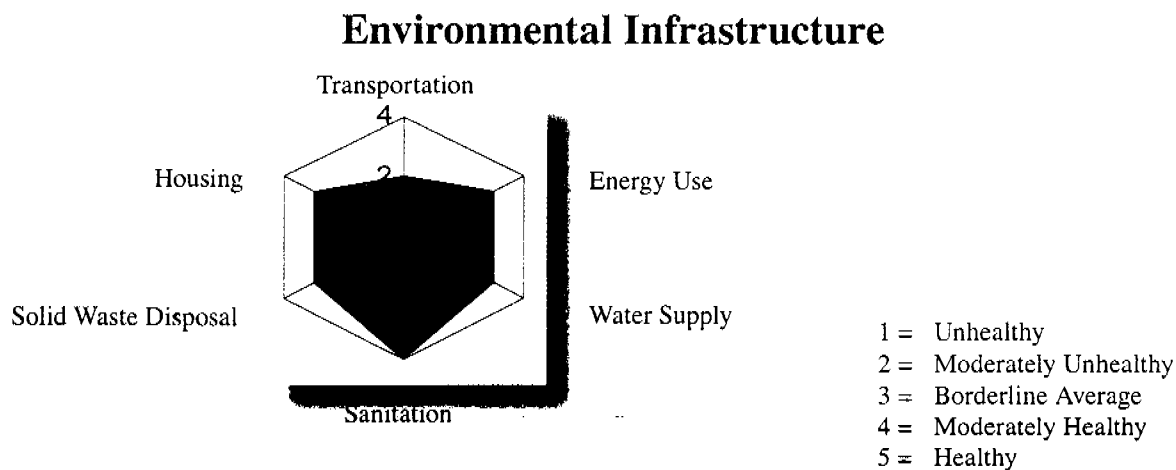 Environmental Infrastructure
Transportation
4
2
Housing
Energy Use
Solid Waste Disposal
Water Supply
Sanitation
1 = Unhealthy
2 = Moderately Unhealthy
3 = Borderline Average
4 = Moderately Healthy
5 = Healthy